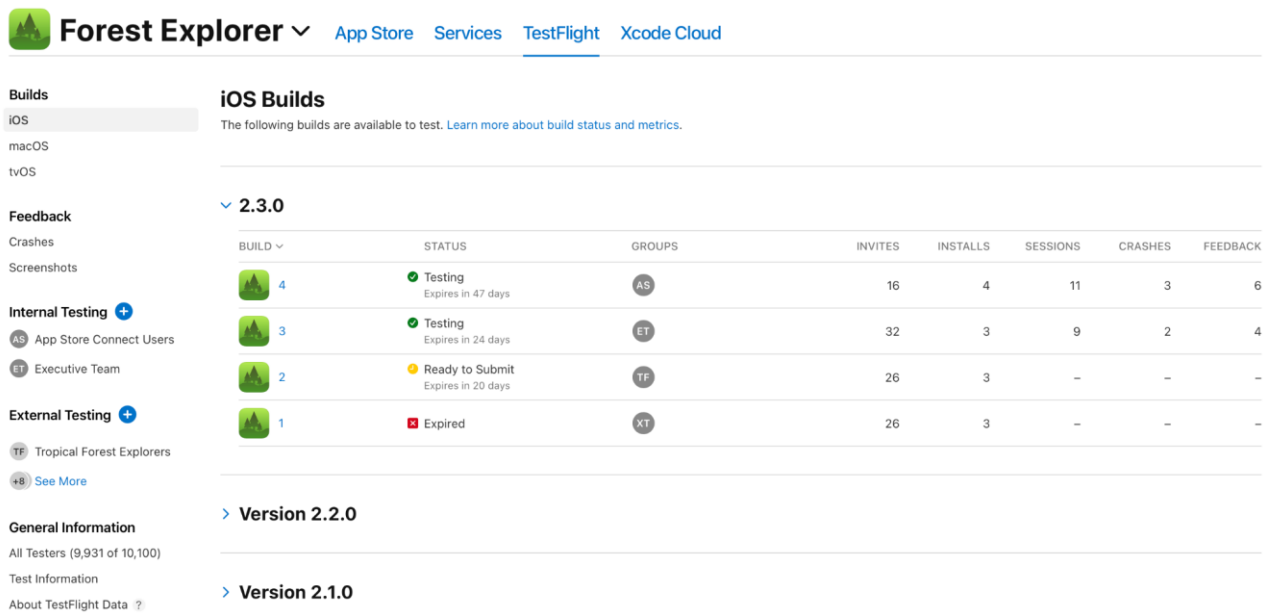 Forest Explorer App Store Services TestFlight Xcode Cloud
Builds
iOS
macOS
tvOS
Feedback
Crashes
Screenshots
Internal Testing
AS App Store Connect Users
ET Executive Team
External Testing
TF Tropical Forest Explorers
+8 See More
General Information
All Testers (9,931 of 10,100)
Test Information
About TestFlight Data ?
iOS Builds
The following builds are available to test. Learn more about build status and metrics.
2.3.0
BUILD STATUS GROUPS INVITES INSTALLS SESSIONS CRASHES FEEDBACK
4 Testing AS 16 4 11 3 6
Expires in 47 days
3 Testing ET 32 3 9 2 4
Expires in 24 days
2 Ready to Submit TF 26 3 – – –
Expires in 20 days
1 Expired XT 26 3 – – –
Version 2.2.0
Version 2.1.0